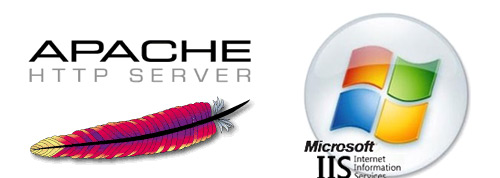 APACHE
HTTP SERVER
Microsoft
IIS Internet
Information
Services